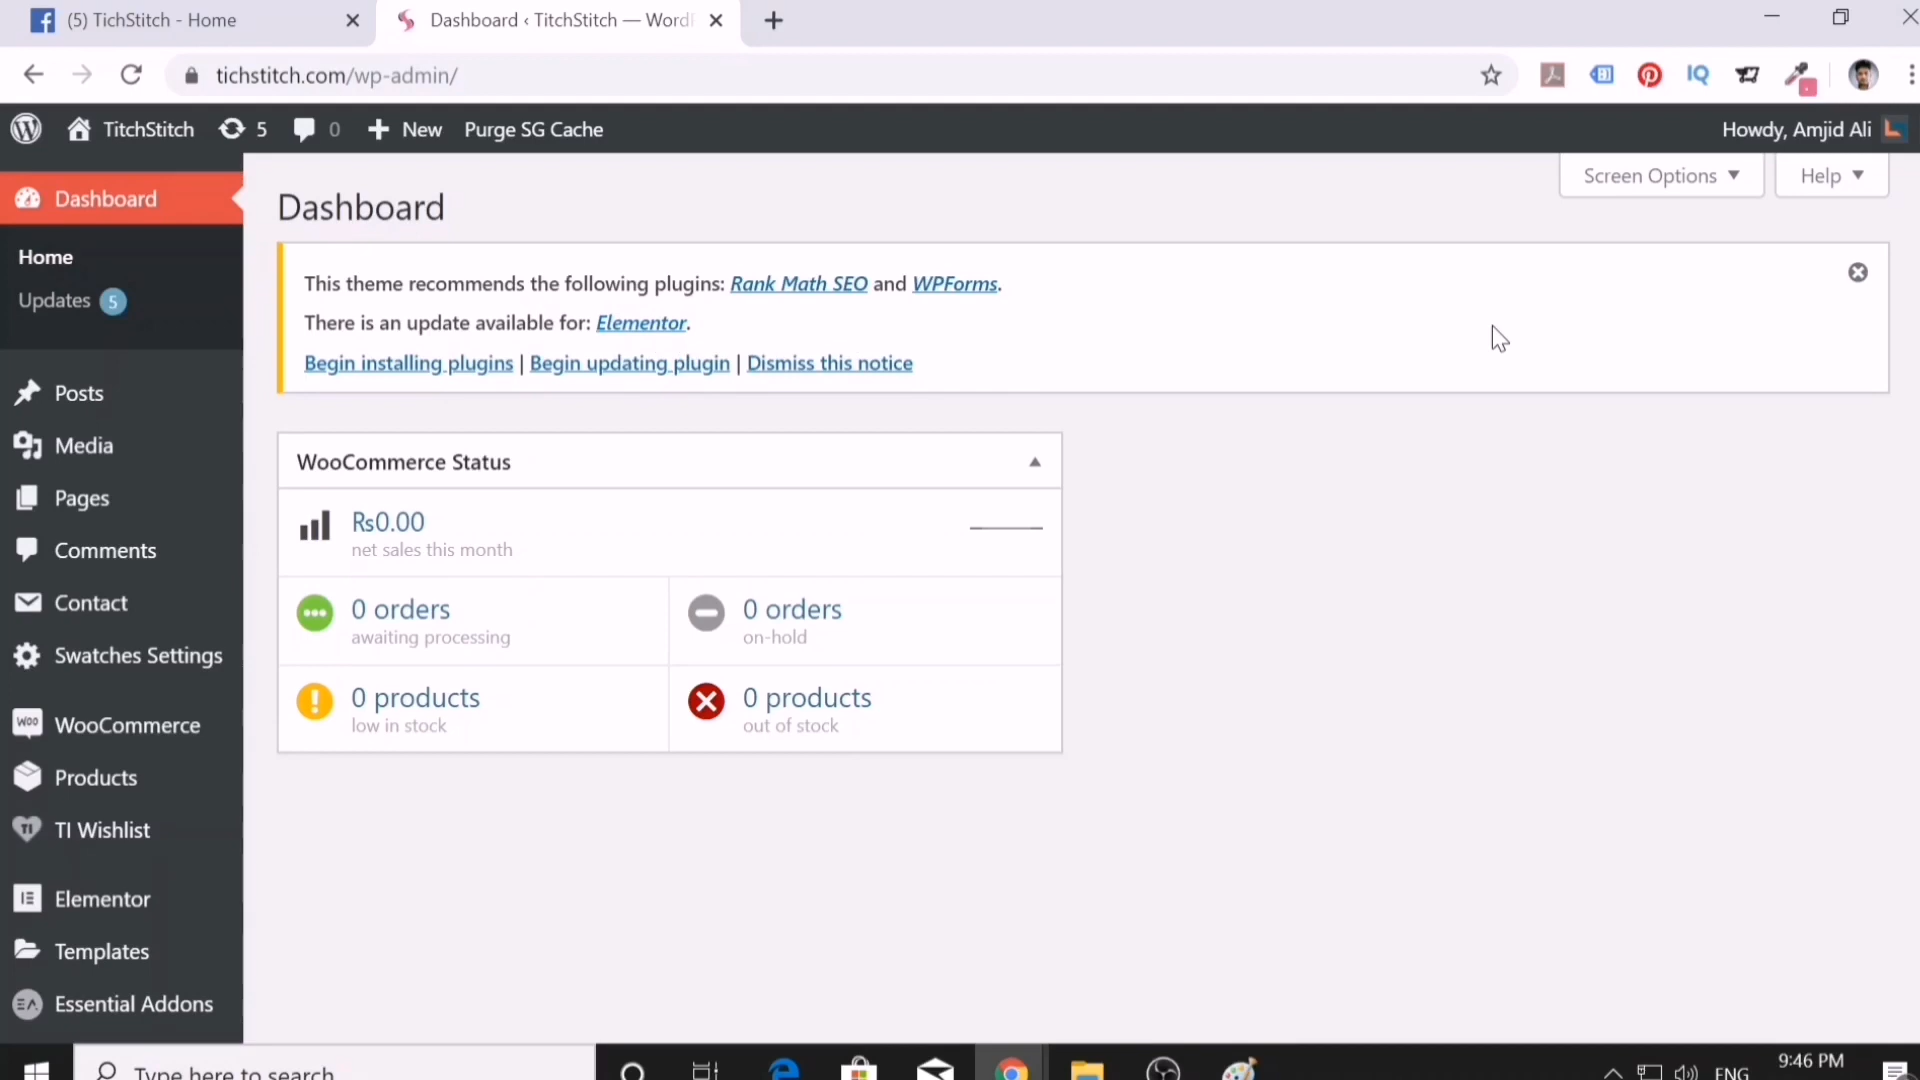 (5) TichStitch - Home
Dashboard ‹ TitchStitch — WordP
tichstitch.com/wp-admin/
TitchStitch 5 0 New Purge SG Cache
Howdy, Amjid Ali
Screen Options
Help
Dashboard
Home
Updates 5
Posts
Media
Pages
Comments
Contact
Swatches Settings
WooCommerce
Products
TI Wishlist
Elementor
Templates
Essential Addons
Dashboard
This theme recommends the following plugins: Rank Math SEO and WPForms.
There is an update available for: Elementor.
Begin installing plugins | Begin updating plugin | Dismiss this notice
WooCommerce Status
₨0.00
net sales this month
0 orders
awaiting processing
0 orders
on-hold
0 products
low in stock
0 products
out of stock
Type here to search
ENG
9:46 PM